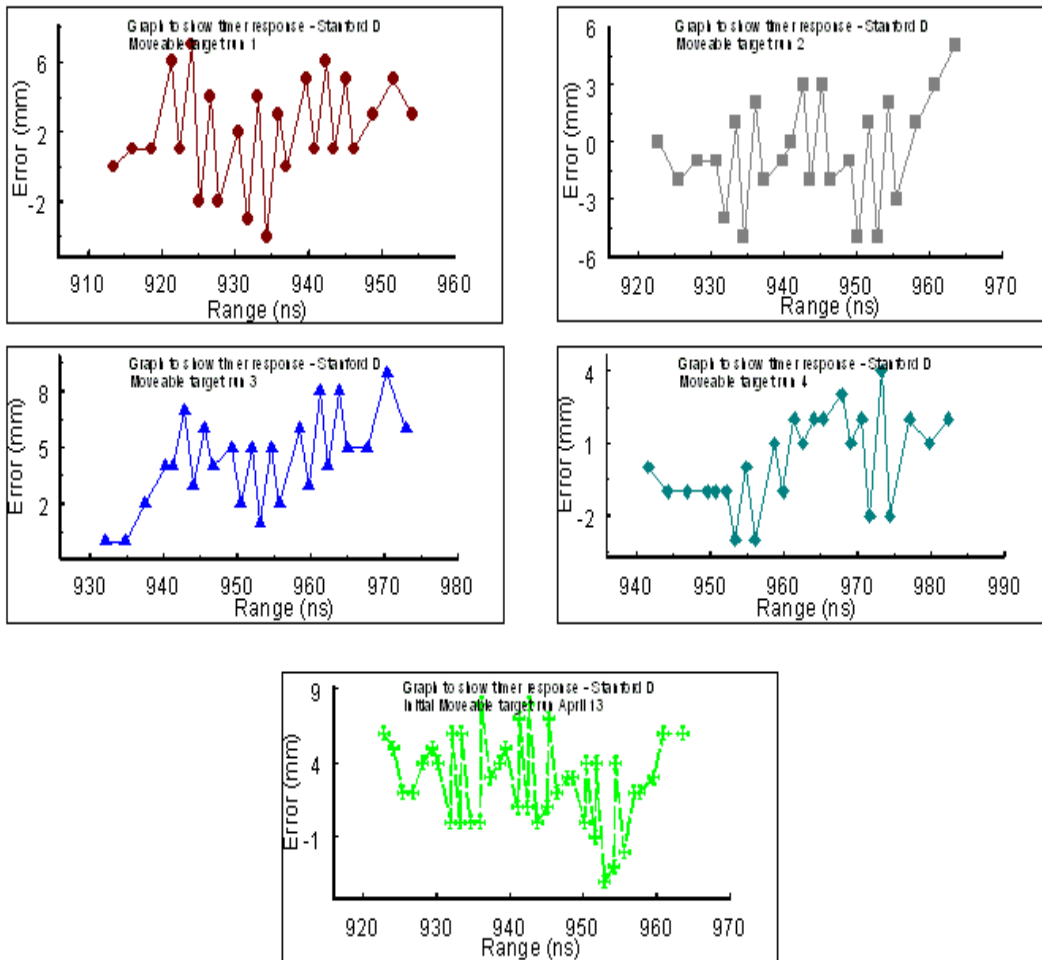 Graph to show timer response - Stanford D
Moveable target run 1
Error (mm)
6
2
-2
910 920 930 940 950 960
Range (ns)
Graph to show timer response - Stanford D
Moveable target run 2
Error (mm)
6
3
0
-3
-6
920 930 940 950 960 970
Range (ns)
Graph to show timer response - Stanford D
Moveable target run 3
Error (mm)
8
5
2
930 940 950 960 970 980
Range (ns)
Graph to show timer response - Stanford D
Moveable target run 4
Error (mm)
4
1
-2
940 950 960 970 980 990
Range (ns)
Graph to show timer response - Stanford D
Initial Moveable target run April 13
Error (mm)
9
4
-1
920 930 940 950 960 970
Range (ns)